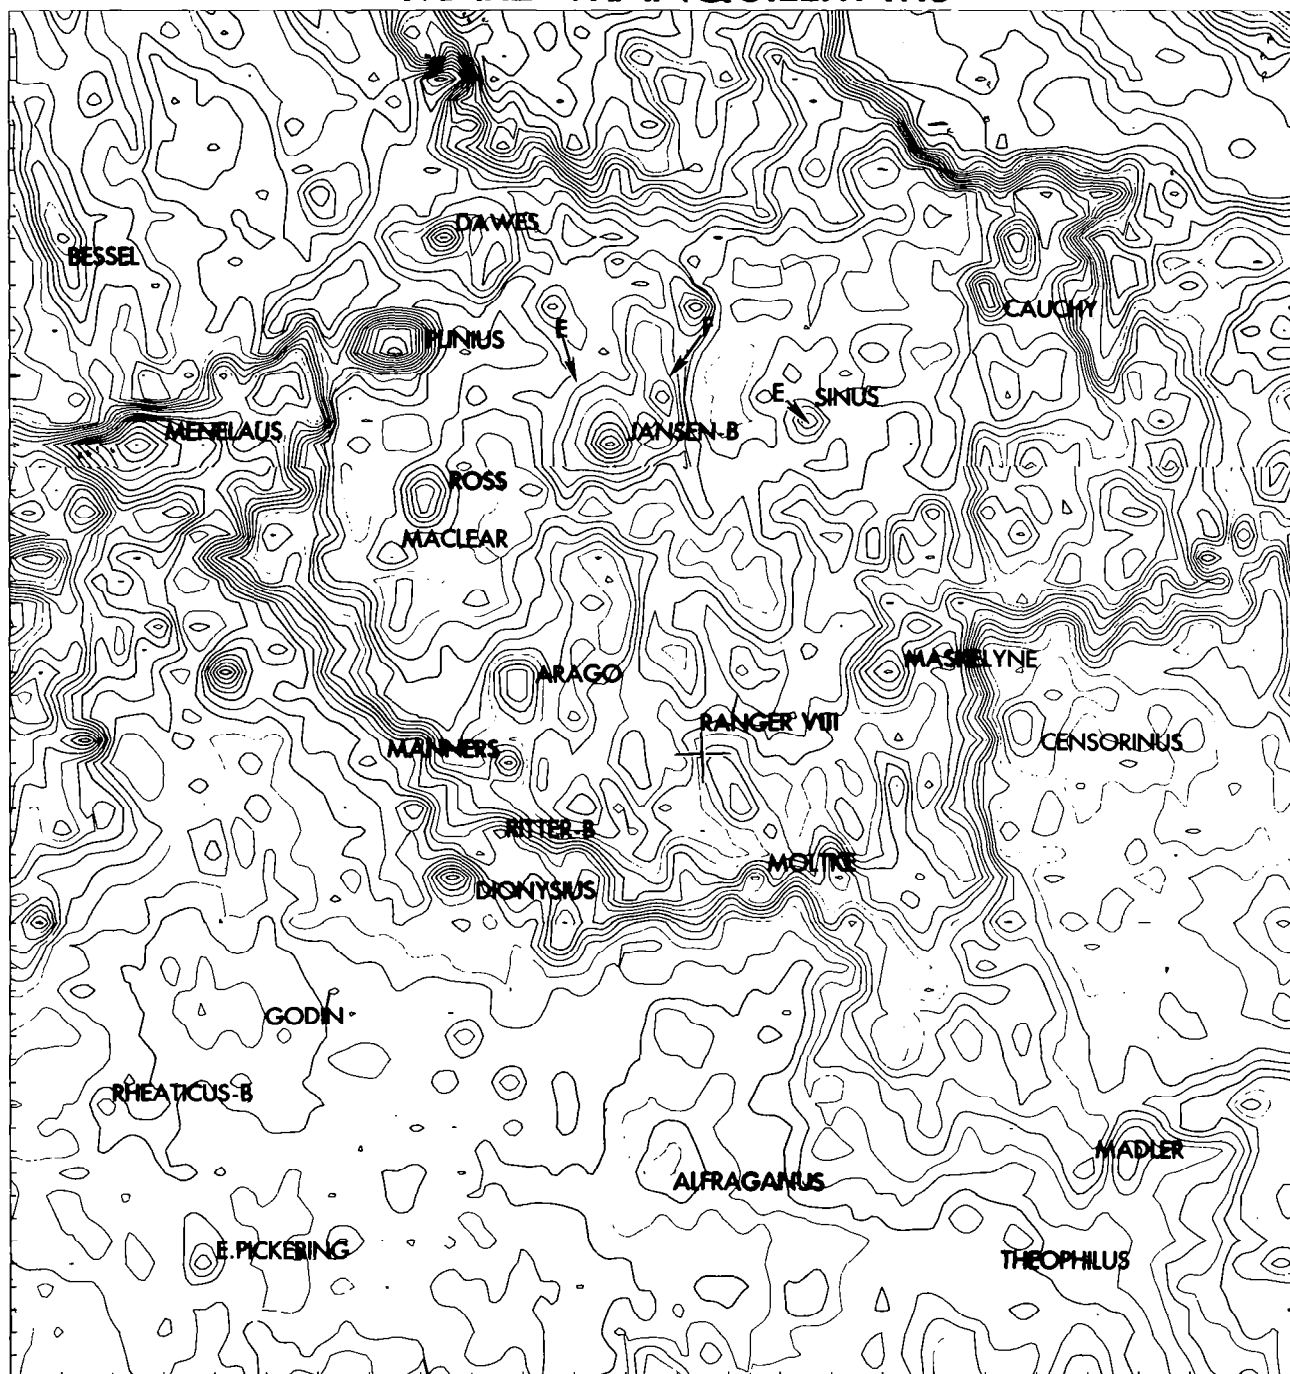 DAWES
BESSEL
CAUCHY
E
F
PLINIUS
E
SINUS
MENELAUS
JANSEN-B
ROSS
MACLEAR
MASKELYNE
ARAGO
RANGER VIII
CENSORINUS
MANNERS
RITTER-B
MOLTKE
DIONYSIUS
GODIN
RHEATICUS-B
MADLER
ALFRAGANUS
E.PICKERING
THEOPHILUS